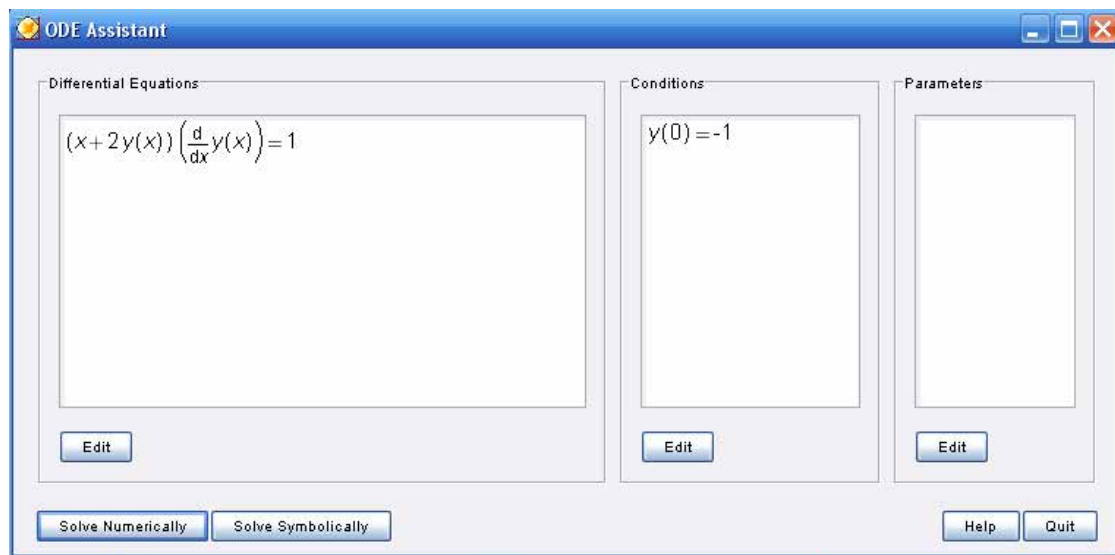 ODE Assistant
Differential Equations
(x+2y(x))(d/dx y(x))=1
Edit
Conditions
y(0)=-1
Edit
Parameters
Edit
Solve Numerically
Solve Symbolically
Help
Quit